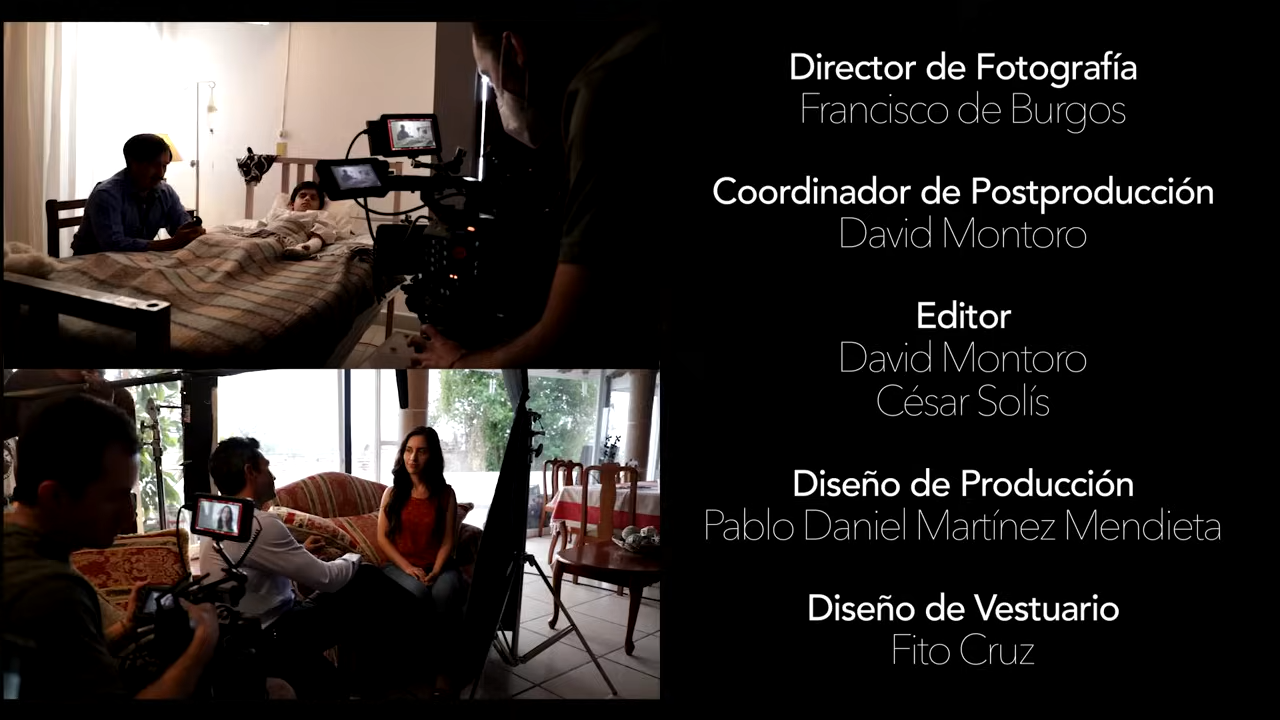 Director de Fotografía
Francisco de Burgos
Coordinador de Postproducción
David Montoro
Editor
David Montoro
César Solís
Diseño de Producción
Pablo Daniel Martínez Mendieta
Diseño de Vestuario
Fito Cruz